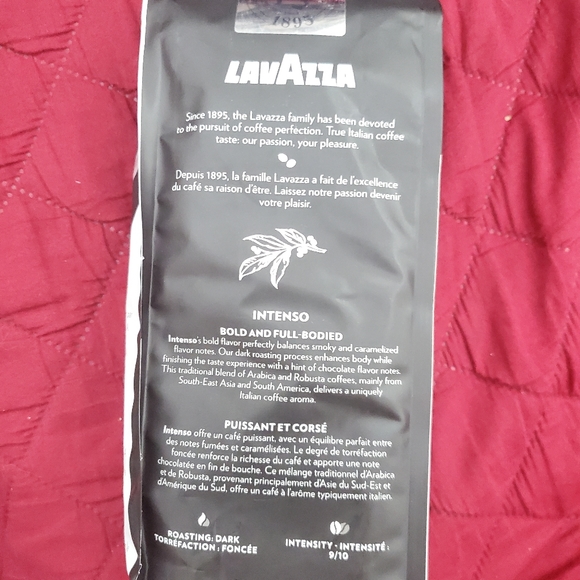 1895
LAVAZZA
Since 1895, the Lavazza family has been devoted
to the pursuit of coffee perfection. True Italian coffee
taste: our passion, your pleasure.
Depuis 1895, la famille Lavazza a fait de l'excellence
du café sa raison d'être. Laissez notre passion devenir
votre plaisir.
INTENSO
BOLD AND FULL-BODIED
Intenso's bold flavor perfectly balances smoky and caramelized
flavor notes. Our dark roasting process enhances body while
finishing the taste experience with a hint of chocolate flavor notes.
This traditional blend of Arabica and Robusta coffees, mainly from
South-East Asia and South America, delivers a uniquely
Italian coffee aroma.
PUISSANT ET CORSÉ
Intenso offre un café puissant, avec un équilibre parfait entre
des notes fumées et caramélisées. Le degré de torréfaction
foncée renforce la richesse du café et apporte une note
chocolatée en fin de bouche. Ce mélange traditionnel d'Arabica
et de Robusta, provenant principalement d'Asie du Sud-Est et
d'Amérique du Sud, offre un café à l'arôme typiquement italien.
ROASTING: DARK
TORRÉFACTION : FONCÉE
INTENSITY • INTENSITÉ:
9/10